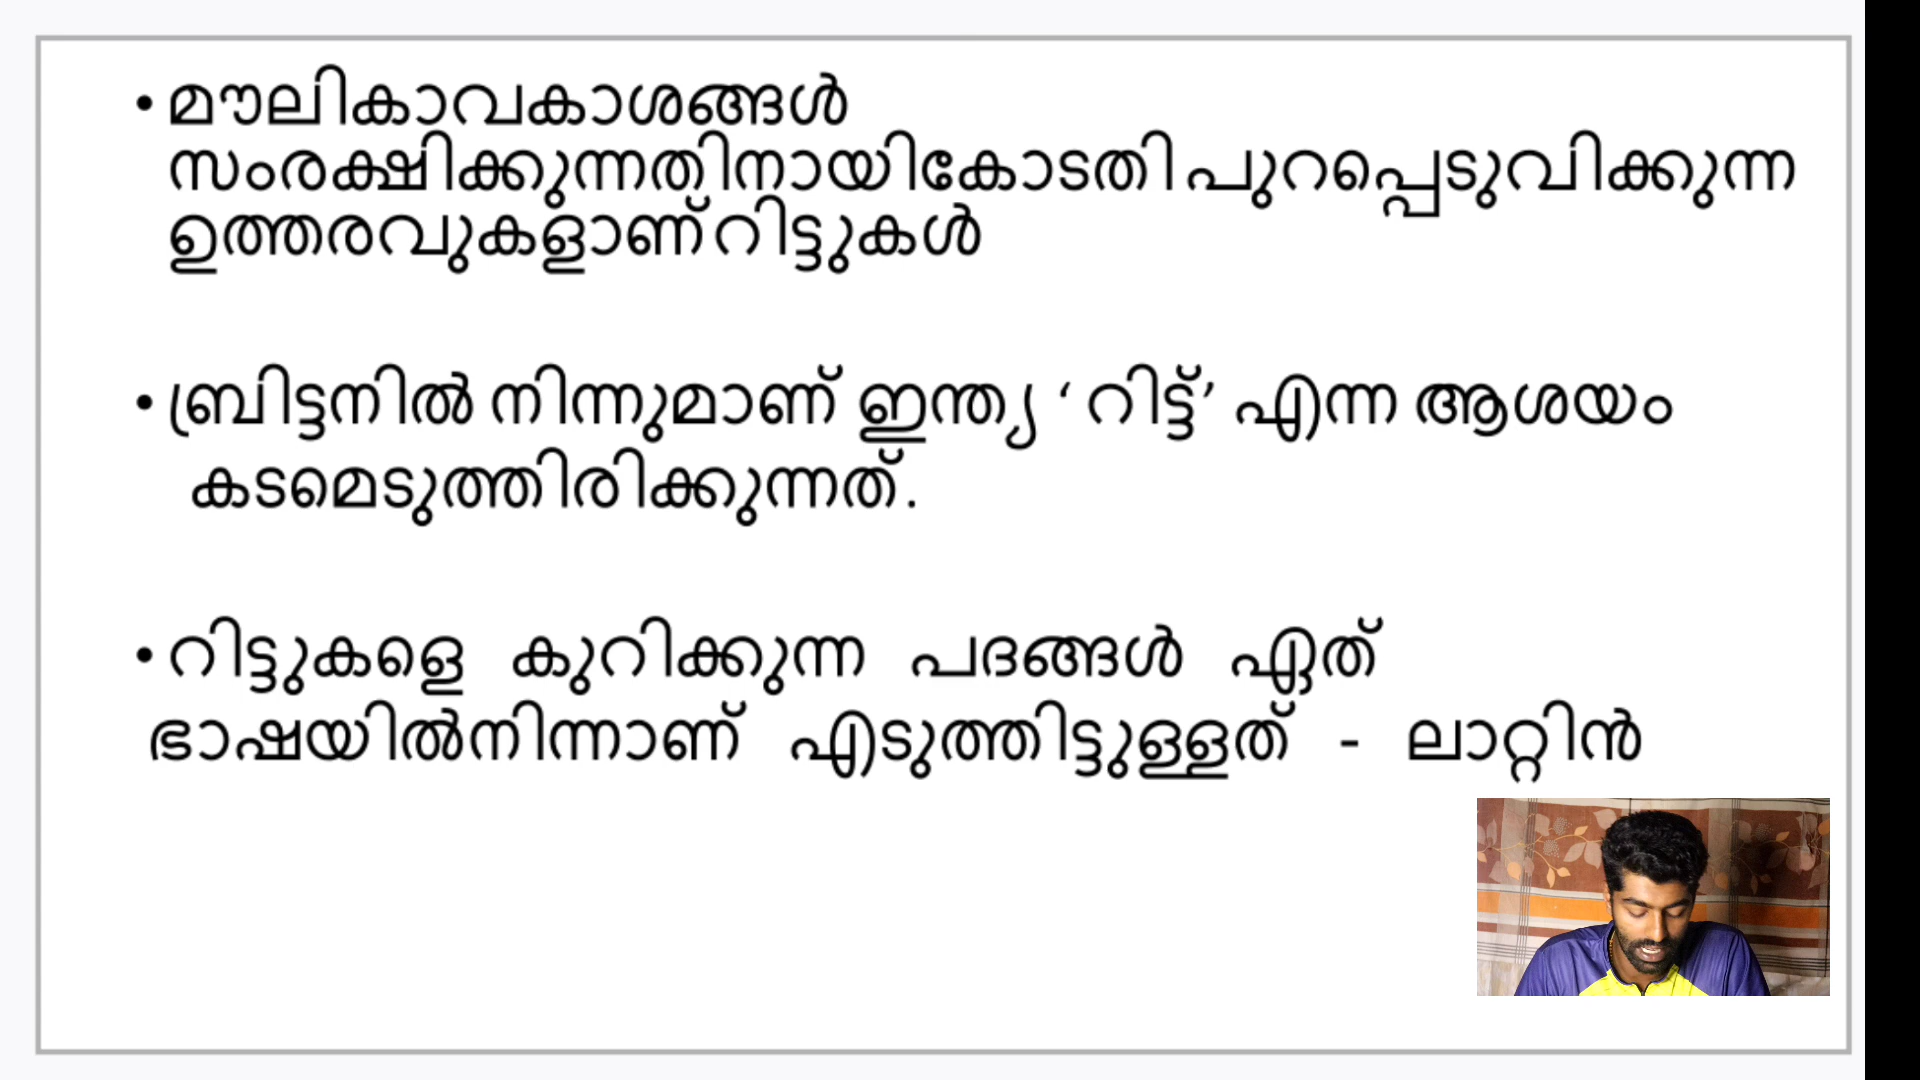 • മൗലികാവകാശങ്ങൾ
സംരക്ഷിക്കുന്നതിനായികോടതി പുറപ്പെടുവിക്കുന്ന
ഉത്തരവുകളാണ് റിട്ടുകൾ
• ബ്രിട്ടനിൽ നിന്നുമാണ് ഇന്ത്യ ‘ റിട്ട്’ എന്ന ആശയം
കടമെടുത്തിരിക്കുന്നത്.
• റിട്ടുകളെ കുറിക്കുന്ന പദങ്ങൾ ഏത്
ഭാഷയിൽനിന്നാണ് എടുത്തിട്ടുള്ളത് - ലാറ്റിൻ